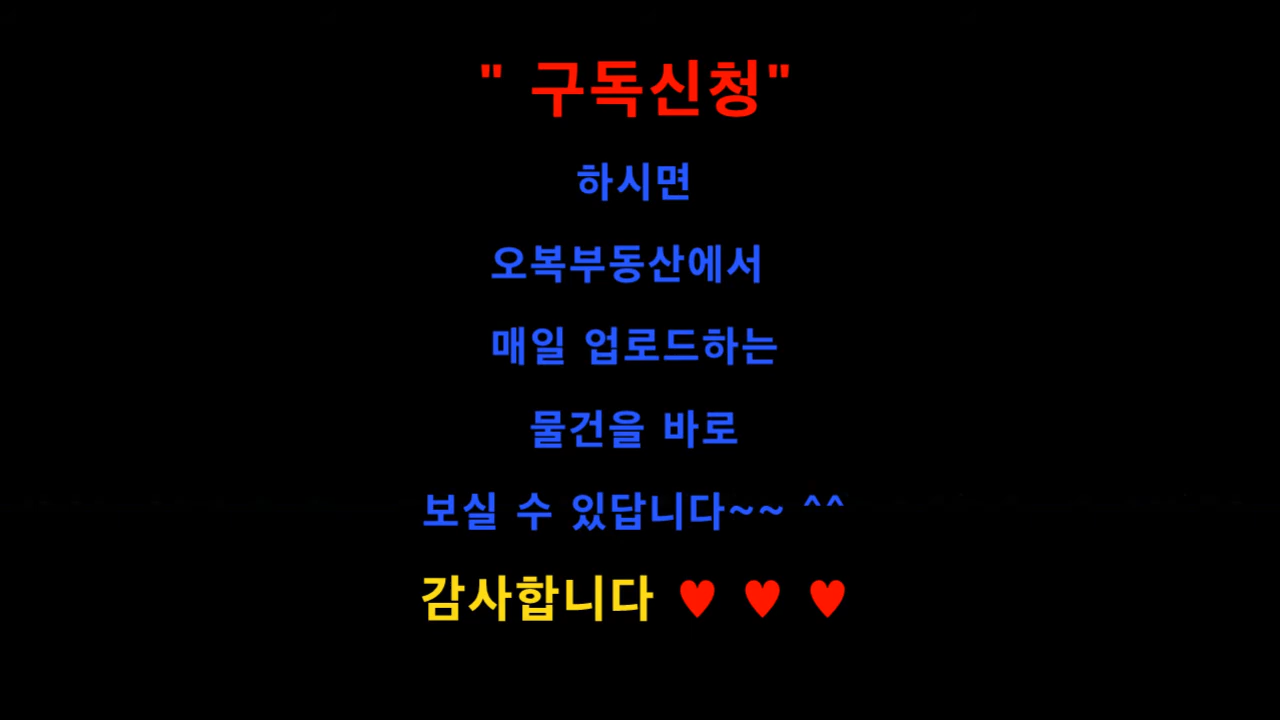 " 구독신청"
하시면
오복부동산에서
매일 업로드하는
물건을 바로
보실 수 있답니다~~ ^^
감사합니다 ♥ ♥ ♥